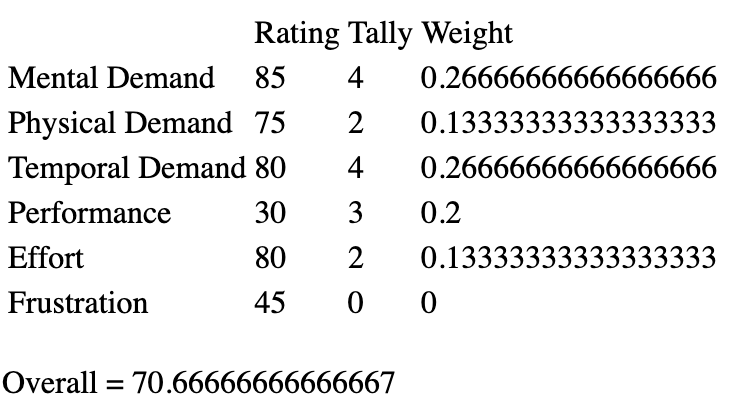 Rating Tally Weight
Mental Demand 85 4 0.26666666666666666
Physical Demand 75 2 0.13333333333333333
Temporal Demand 80 4 0.26666666666666666
Performance 30 3 0.2
Effort 80 2 0.13333333333333333
Frustration 45 0 0
Overall = 70.66666666666667